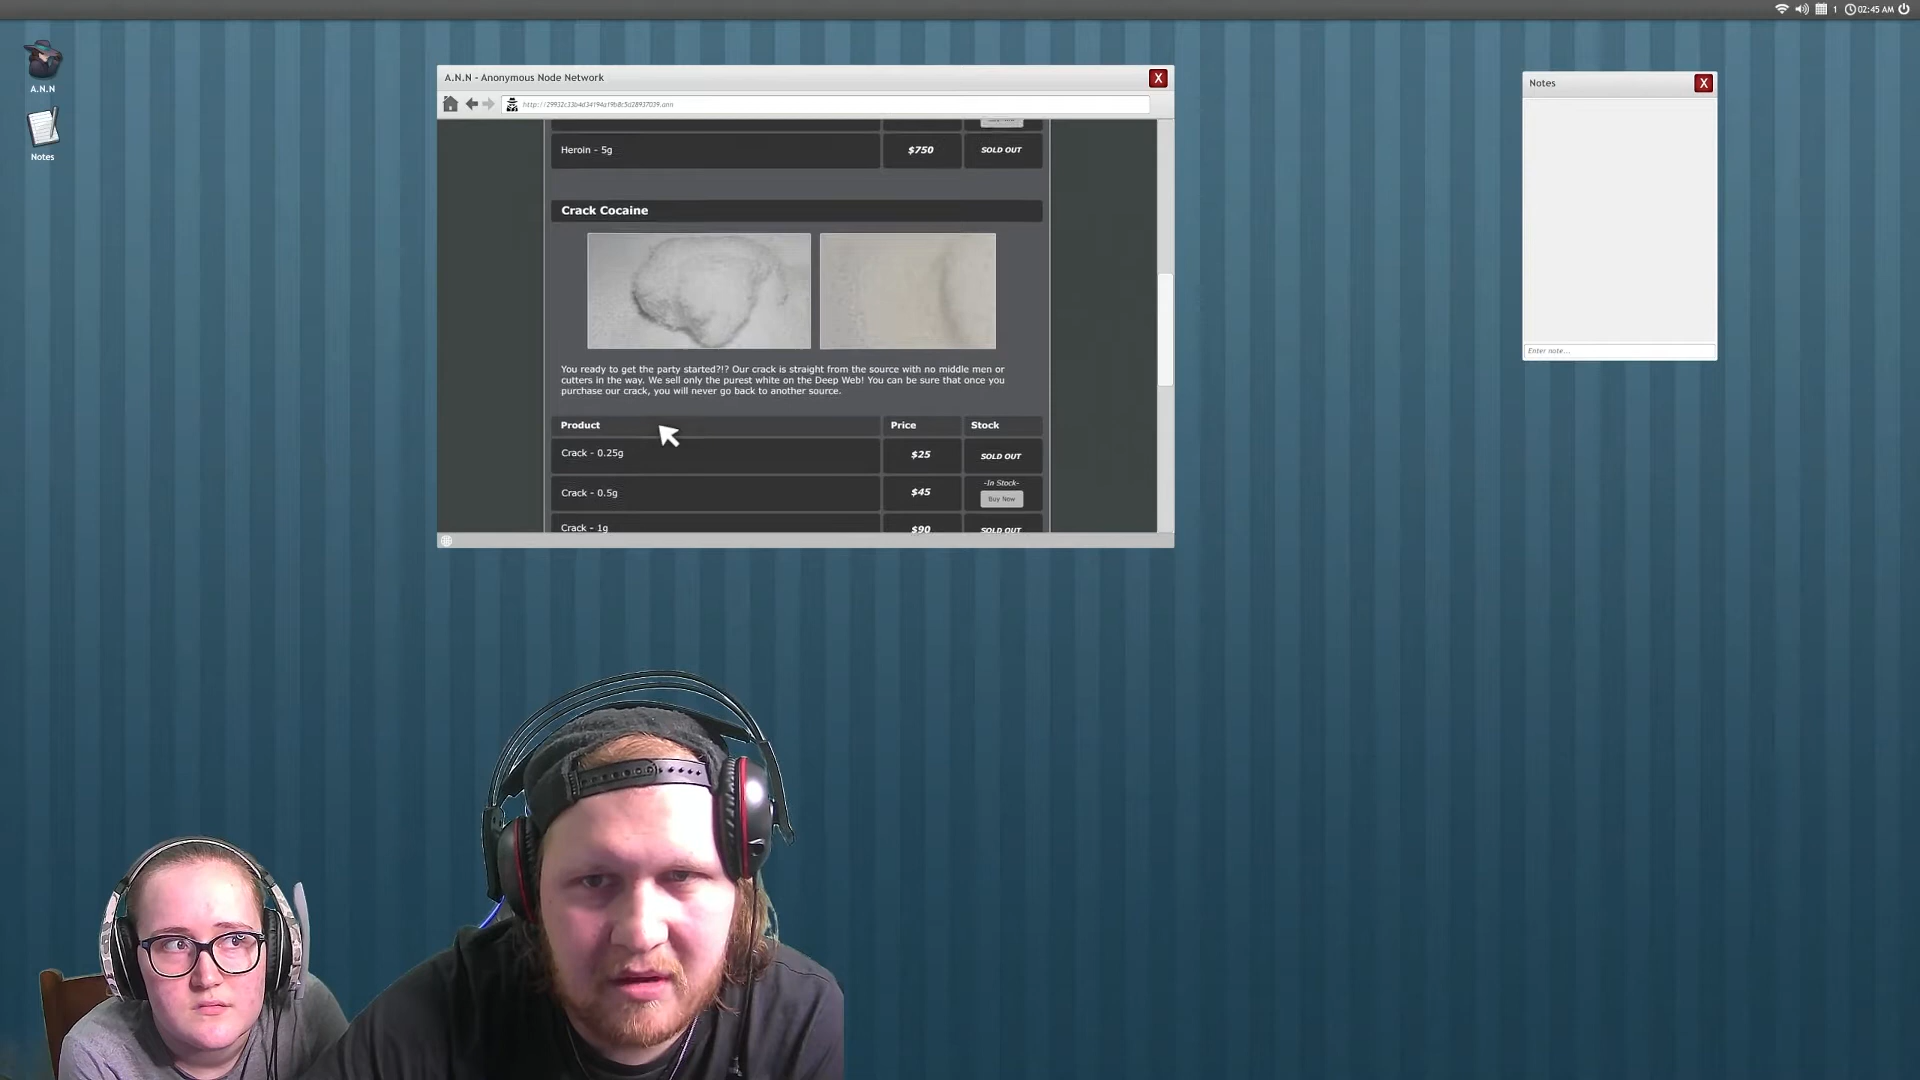 1 02:45 AM
A.N.N
Notes
A.N.N - Anonymous Node Network
X
Heroin - 5g $750 SOLD OUT
Crack Cocaine
You ready to get the party started?!? Our crack is straight from the source with no middle men or
cutters in the way. We sell only the purest white on the Deep Web! You can be sure that once you
purchase our crack, you will never go back to another source.
Product Price Stock
Crack - 0.25g $25 SOLD OUT
-In Stock-
Crack - 0.5g $45 Buy Now
Crack - 1g $90 SOLD OUT
Notes X
Enter note...